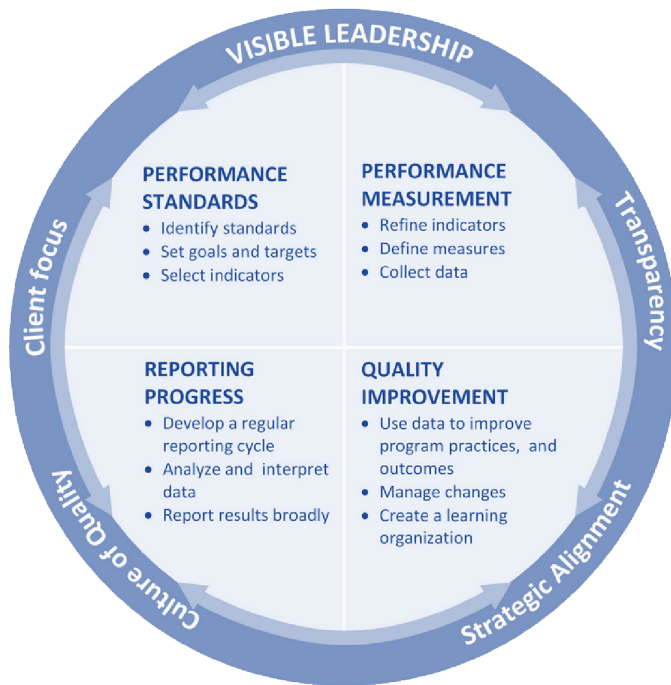 VISIBLE LEADERSHIP
PERFORMANCE
STANDARDS
• Identify standards
• Set goals and targets
• Select indicators
PERFORMANCE
MEASUREMENT
• Refine indicators
• Define measures
• Collect data
Client focus
Transparency
REPORTING
PROGRESS
• Develop a regular
reporting cycle
• Analyze and interpret
data
• Report results broadly
QUALITY
IMPROVEMENT
• Use data to improve
program practices, and
outcomes
• Manage changes
• Create a learning
organization
Culture of Quality
Strategic Alignment